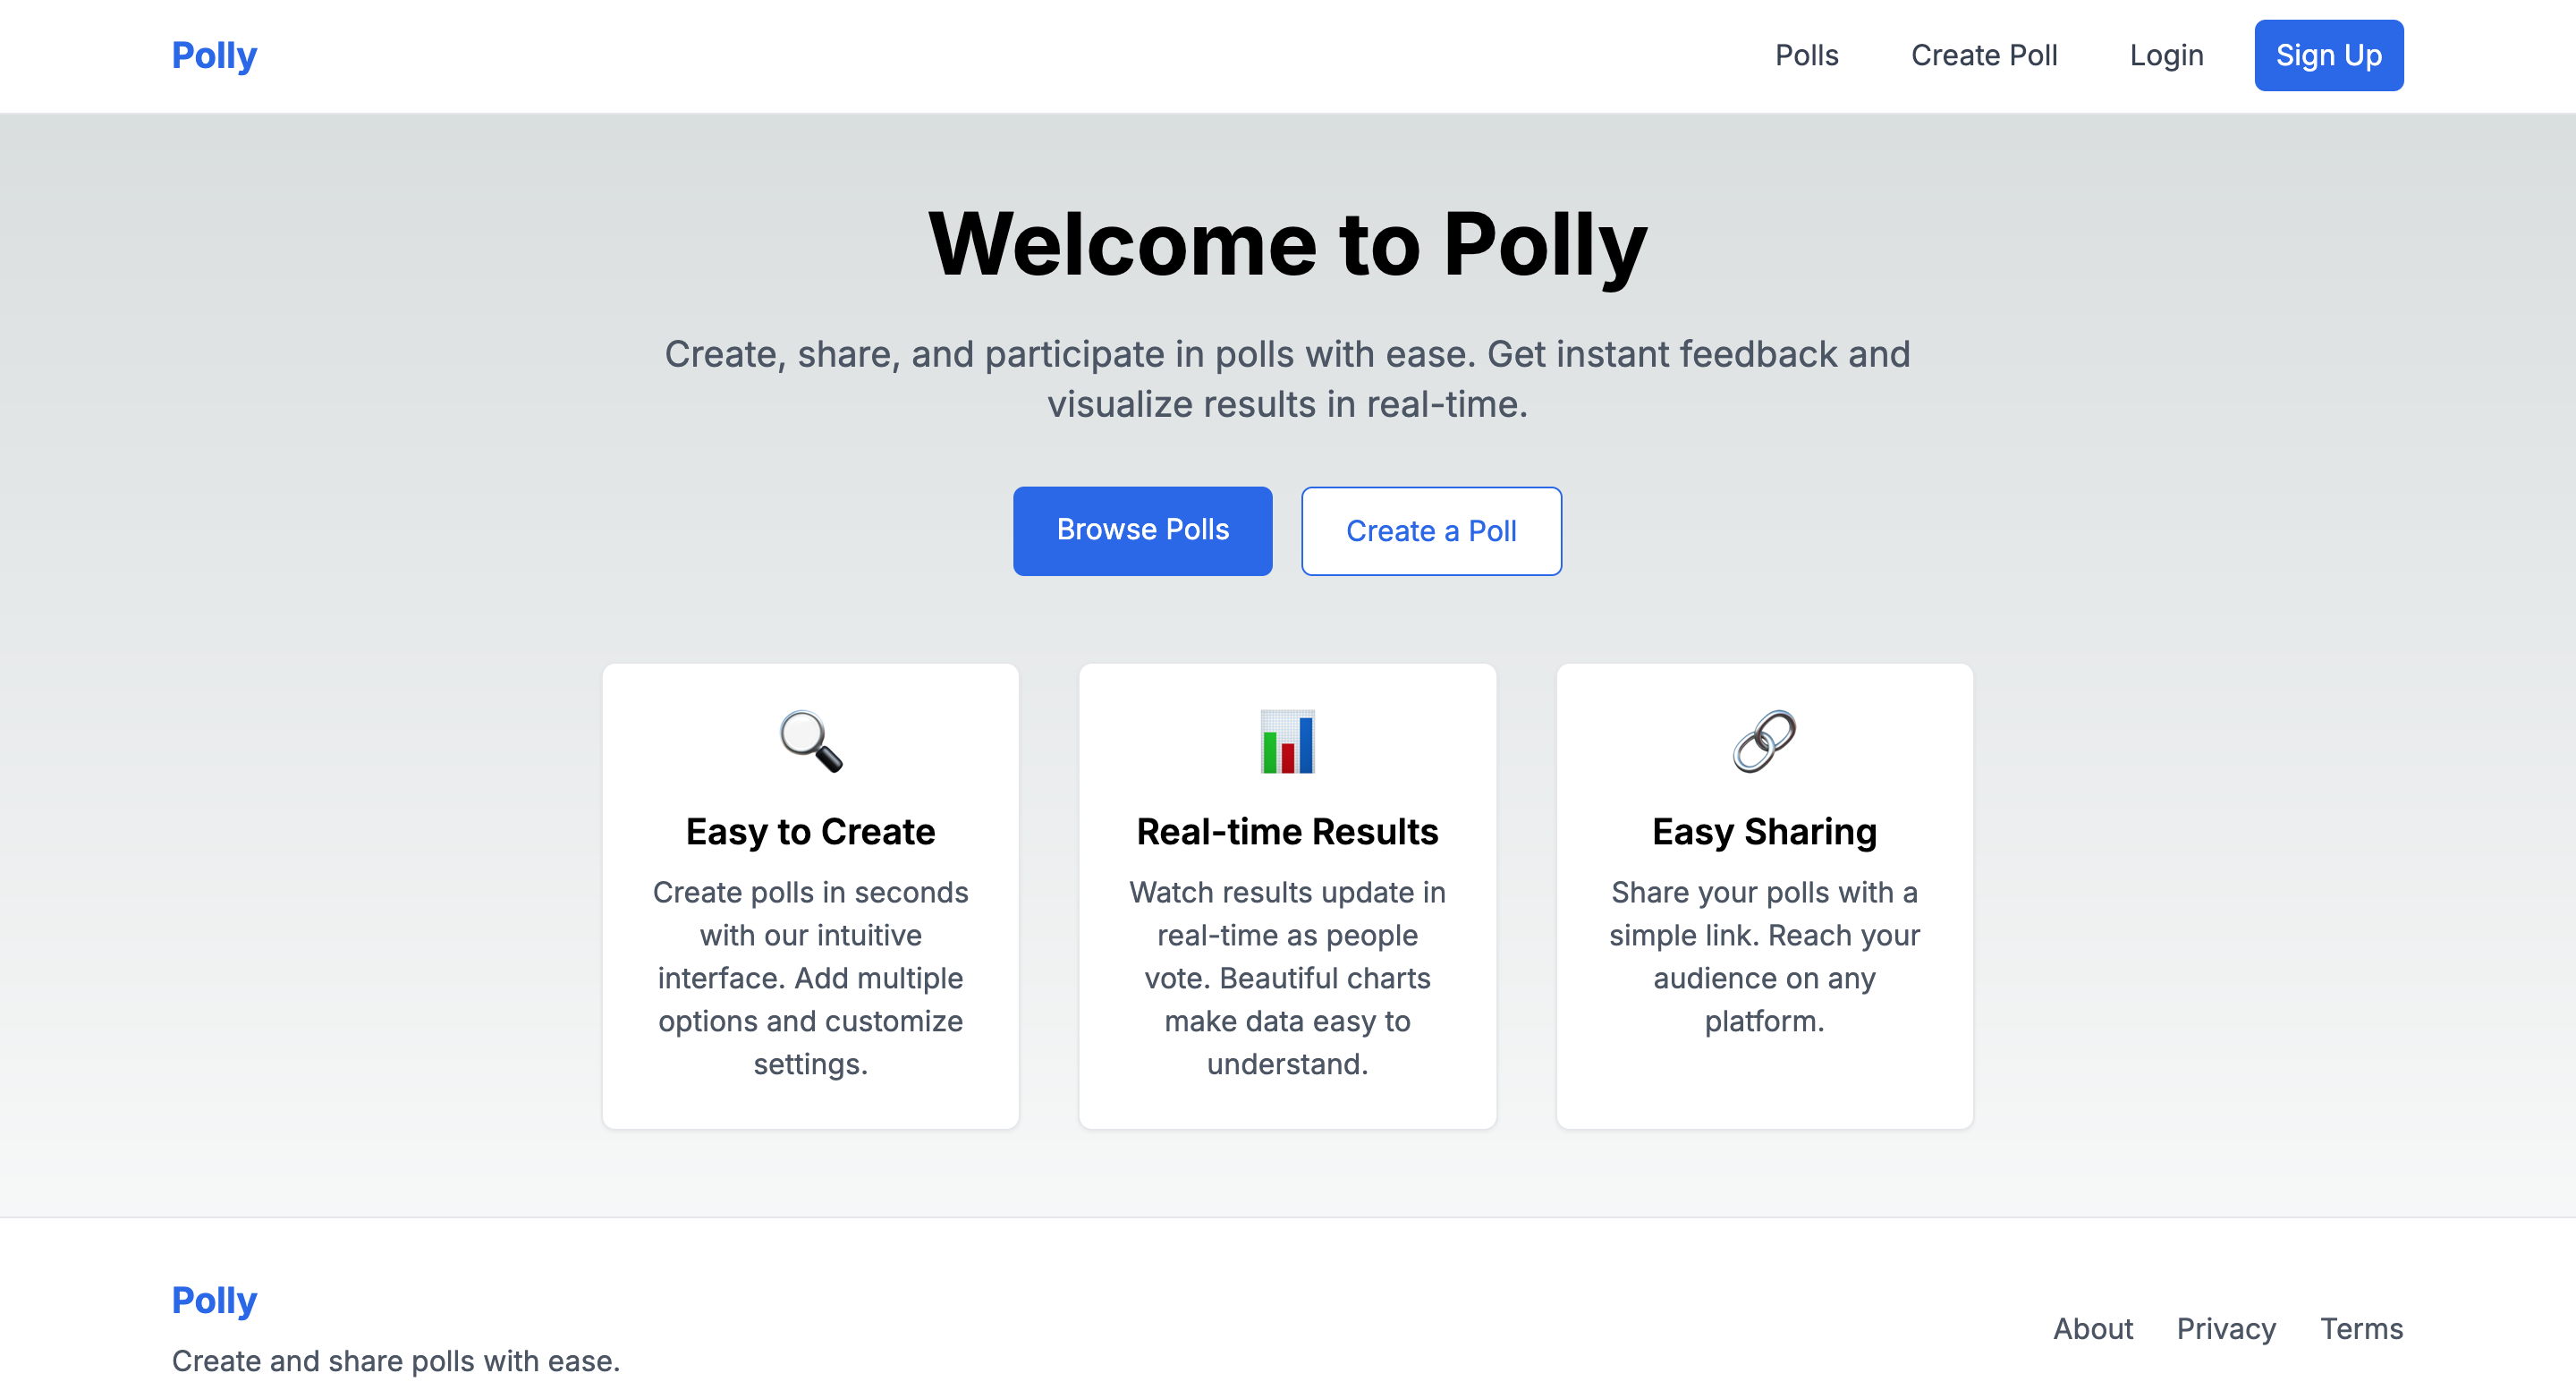 Polly
Polls
Create Poll
Login
Sign Up
Welcome to Polly
Create, share, and participate in polls with ease. Get instant feedback and
visualize results in real-time.
Browse Polls
Create a Poll
Easy to Create
Create polls in seconds
with our intuitive
interface. Add multiple
options and customize
settings.
Real-time Results
Watch results update in
real-time as people
vote. Beautiful charts
make data easy to
understand.
Easy Sharing
Share your polls with a
simple link. Reach your
audience on any
platform.
Polly
Create and share polls with ease.
About
Privacy
Terms